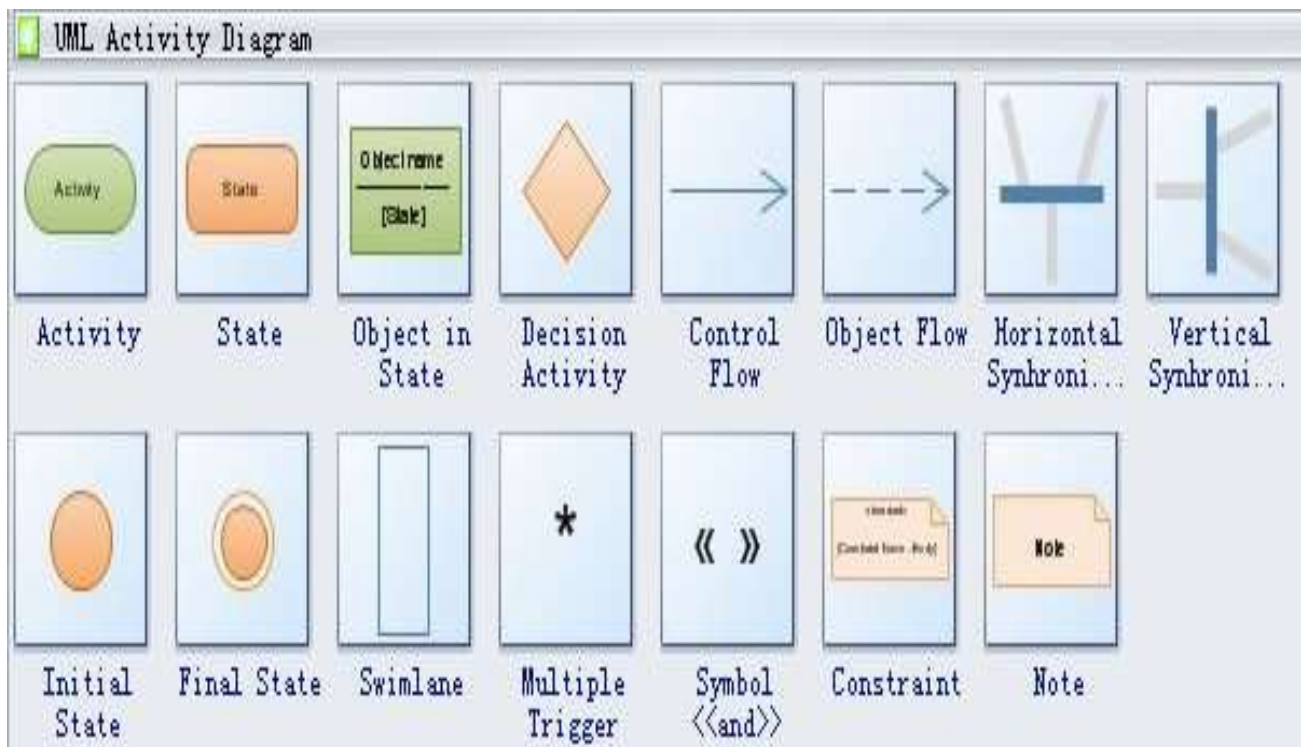 UML Activity Diagram
Activity
State
Object name
[State]
Activity
State
Object in
State
Decision
Activity
Control
Flow
Object Flow
Horizontal
Synhroni...
Vertical
Synhroni...
*
« »
Note
Initial
State
Final State
Swimlane
Multiple
Trigger
Symbol
<<and>>
Constraint
Note